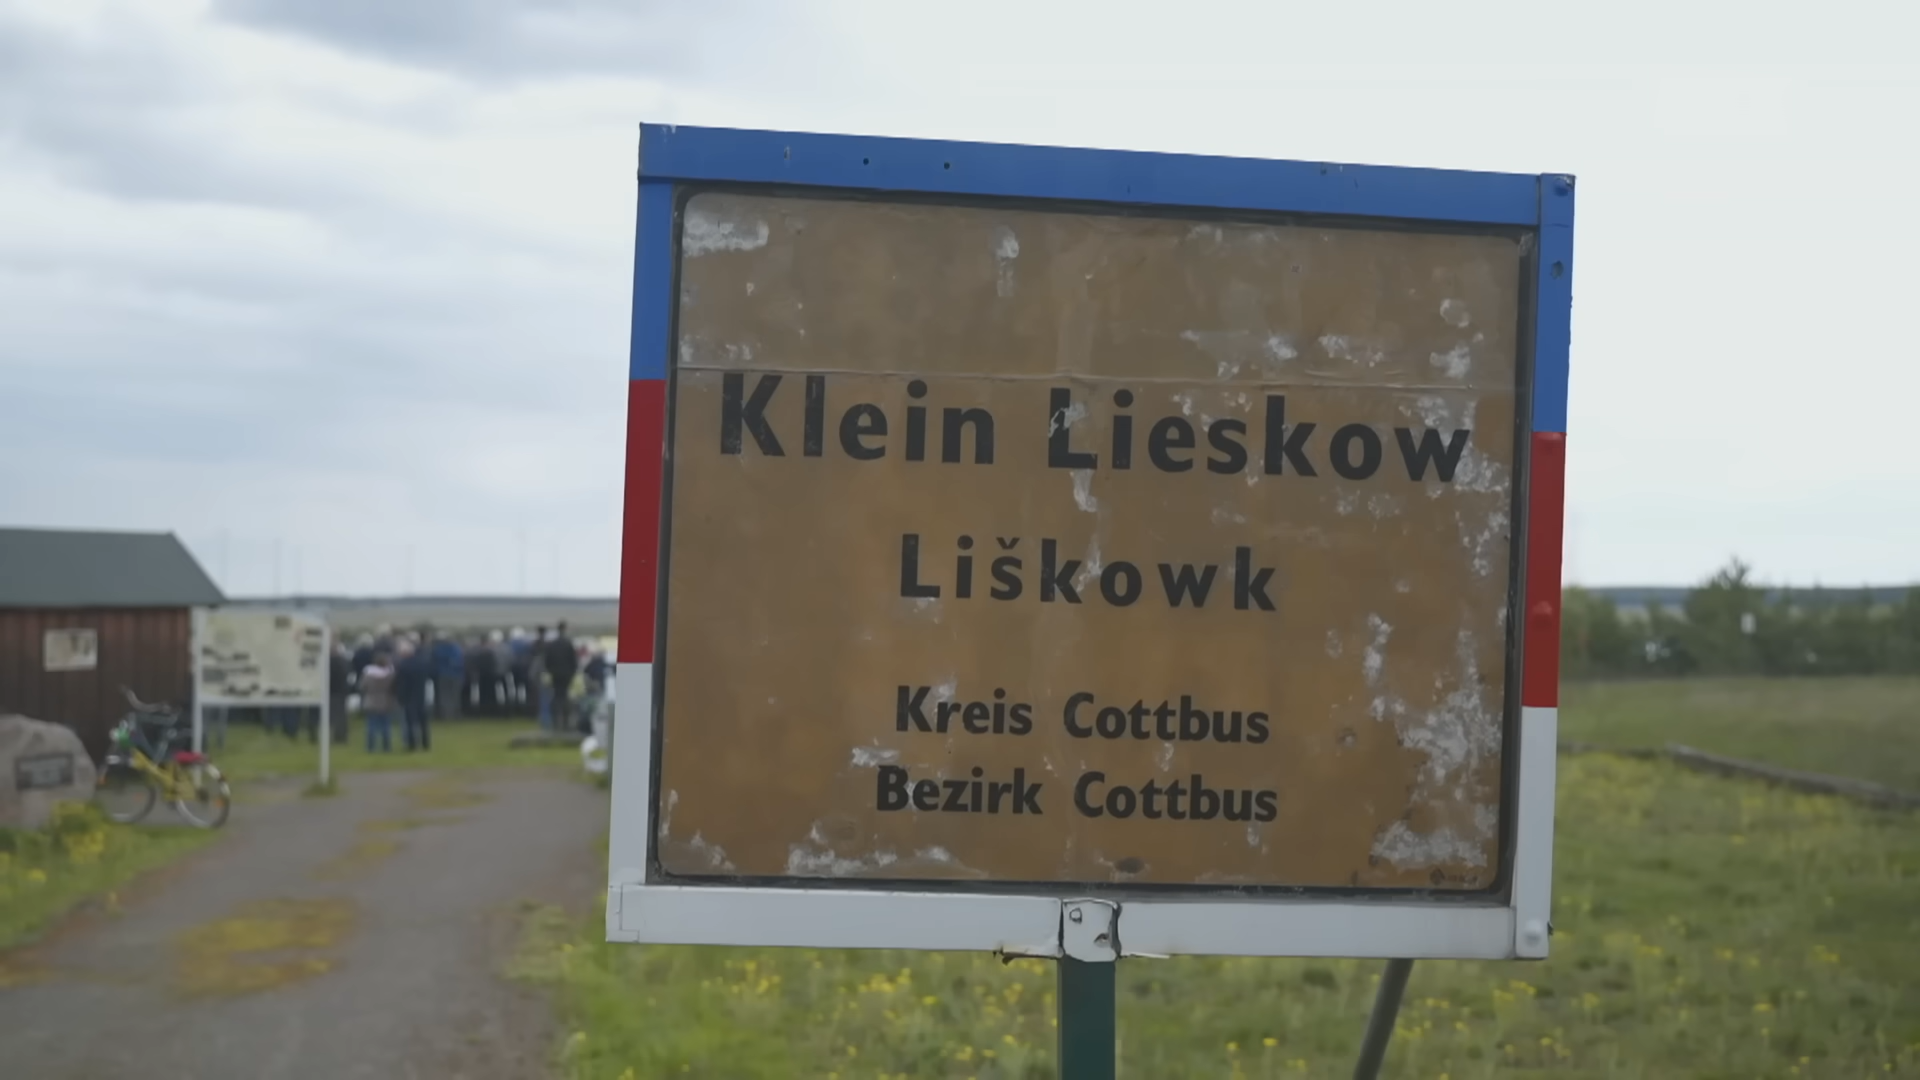 Klein Lieskow
Liškowk
Kreis Cottbus
Bezirk Cottbus